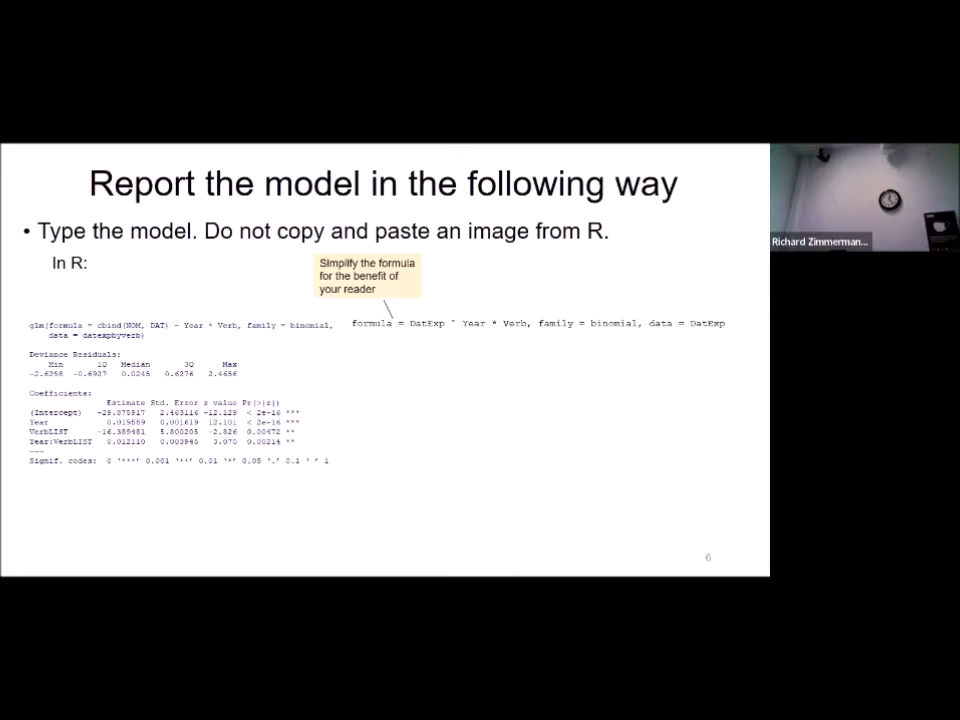 Report the model in the following way
• Type the model. Do not copy and paste an image from R.
In R:
Simplify the formula
for the benefit of
your reader
glm(formula = cbind(NOM, DAT) ~ Year * Verb, family = binomial,
data = datexpbyverb)
formula = DatExp ~ Year * Verb, family = binomial, data = DatExp
Deviance Residuals:
Min 1Q Median 3Q Max
-2.6298 -0.6927 0.0245 0.6276 2.4656
Coefficients:
Estimate Std. Error z value Pr(>|z|)
(Intercept) -29.875917 2.463116 -12.129 < 2e-16 ***
Year 0.019589 0.001619 12.101 < 2e-16 ***
VerbLIST -16.389481 5.800205 -2.826 0.00472 **
Year:VerbLIST 0.012110 0.003945 3.070 0.00214 **
---
Signif. codes: 0 '***' 0.001 '**' 0.01 '*' 0.05 '.' 0.1 ' ' 1
6
Richard Zimmerman...